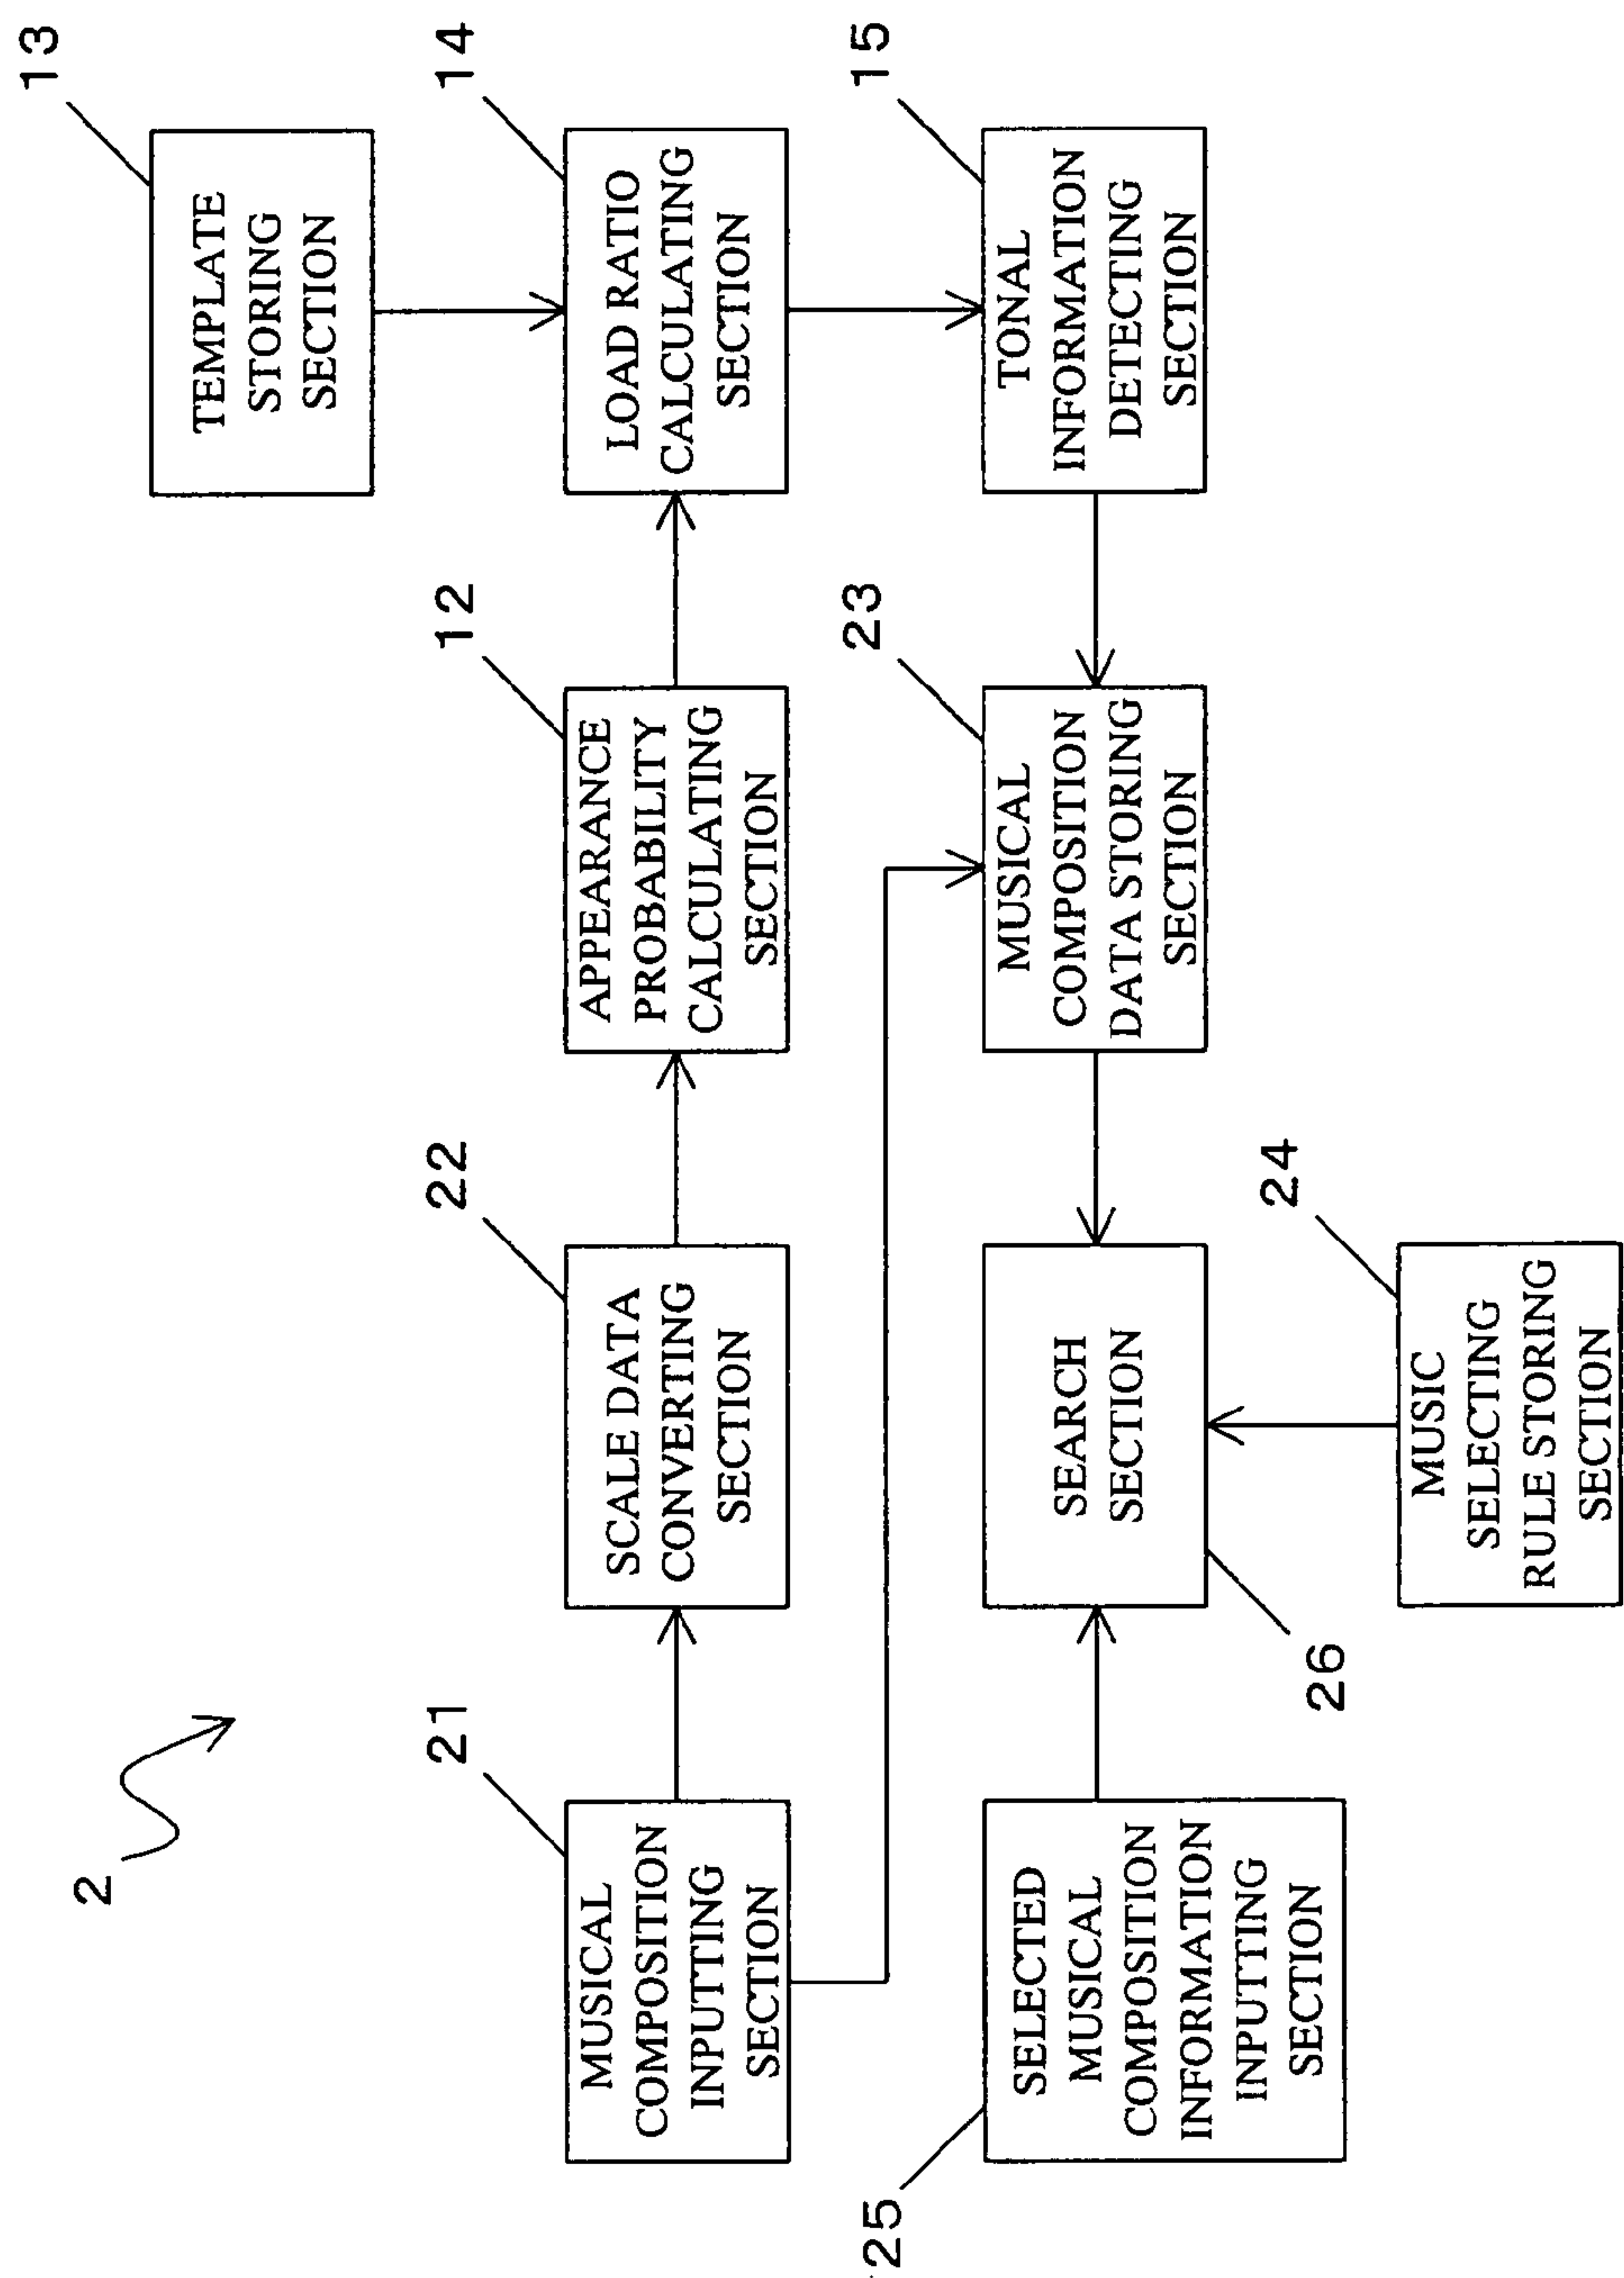 2
13
TEMPLATE
STORING
SECTION
21
MUSICAL
COMPOSITION
INPUTTING
SECTION
22
SCALE DATA
CONVERTING
SECTION
12
APPEARANCE
PROBABILITY
CALCULATING
SECTION
14
LOAD RATIO
CALCULATING
SECTION
25
SELECTED
MUSICAL
COMPOSITION
INFORMATION
INPUTING
SECTION
26
SEARCH
SECTION
23
MUSICAL
COMPOSITION
DATA STORING
SECTION
15
TONAL
INFORMATION
DETECTING
SECTION
24
MUSIC
SELECTING
RULE STORING
SECTION